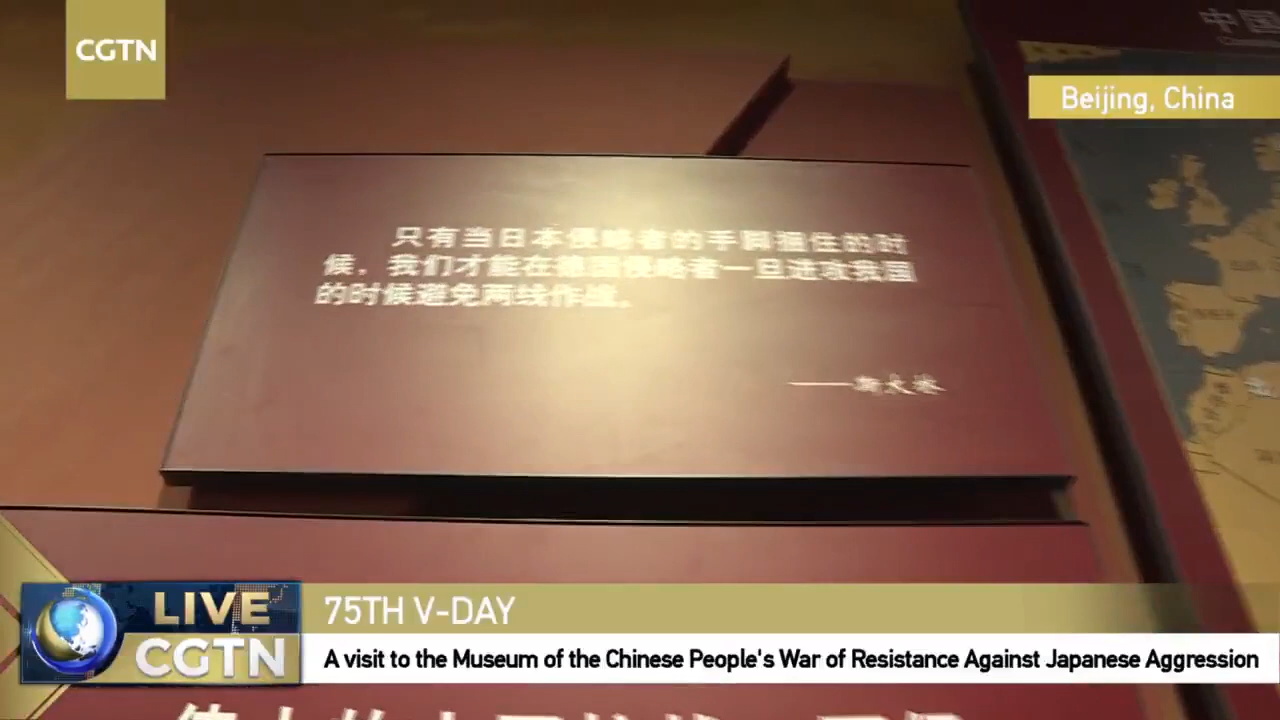 CGTN
Beijing, China
中国
只有当日本侵略者的手脚捆住的时
候，我们才能在德国侵略者一旦进攻我国
的时候避免两线作战。
——斯大林
LIVE
CGTN
75TH V-DAY
A visit to the Museum of the Chinese People's War of Resistance Against Japanese Aggression